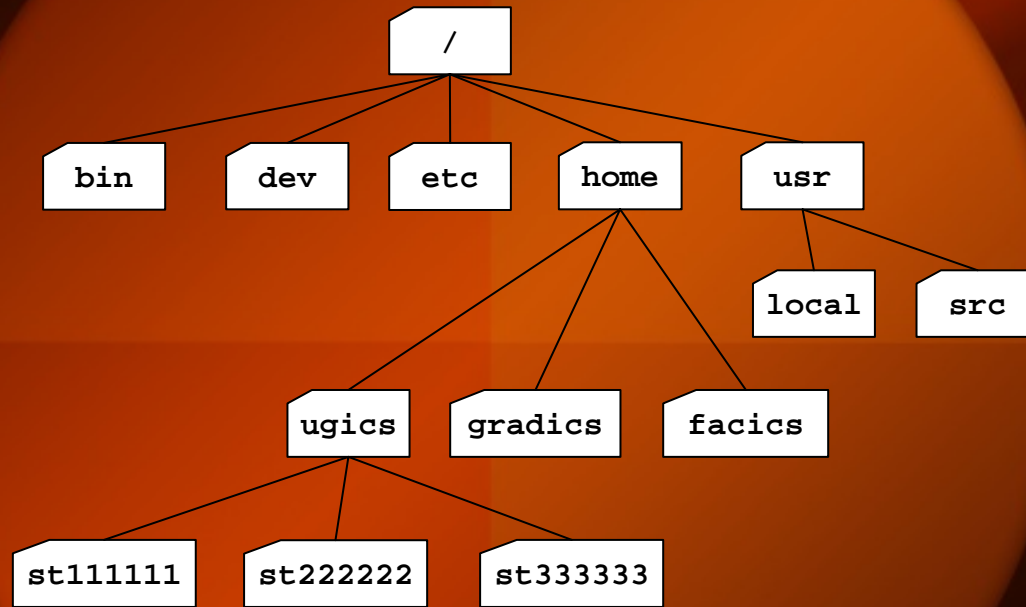 /
bin dev etc home usr
local src
ugics gradics facics
st111111 st222222 st333333